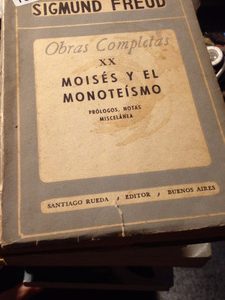 SIGMUND FREUD
Obras Completas
XX
MOISÉS Y EL
MONOTEÍSMO
PRÓLOGOS, NOTAS
MISCELÁNEA
SANTIAGO RUEDA / EDITOR / BUENOS AIRES